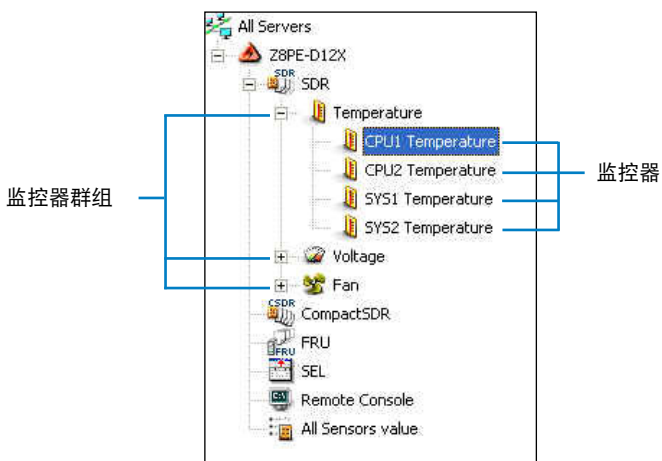 All Servers
Z8PE-D12X
SDR
SDR
Temperature
CPU1 Temperature
CPU2 Temperature
监控器
SYS1 Temperature
监控器群组
SYS2 Temperature
Voltage
Fan
CSDR
CompactSDR
FRU
FRU
SEL
Remote Console
All Sensors value